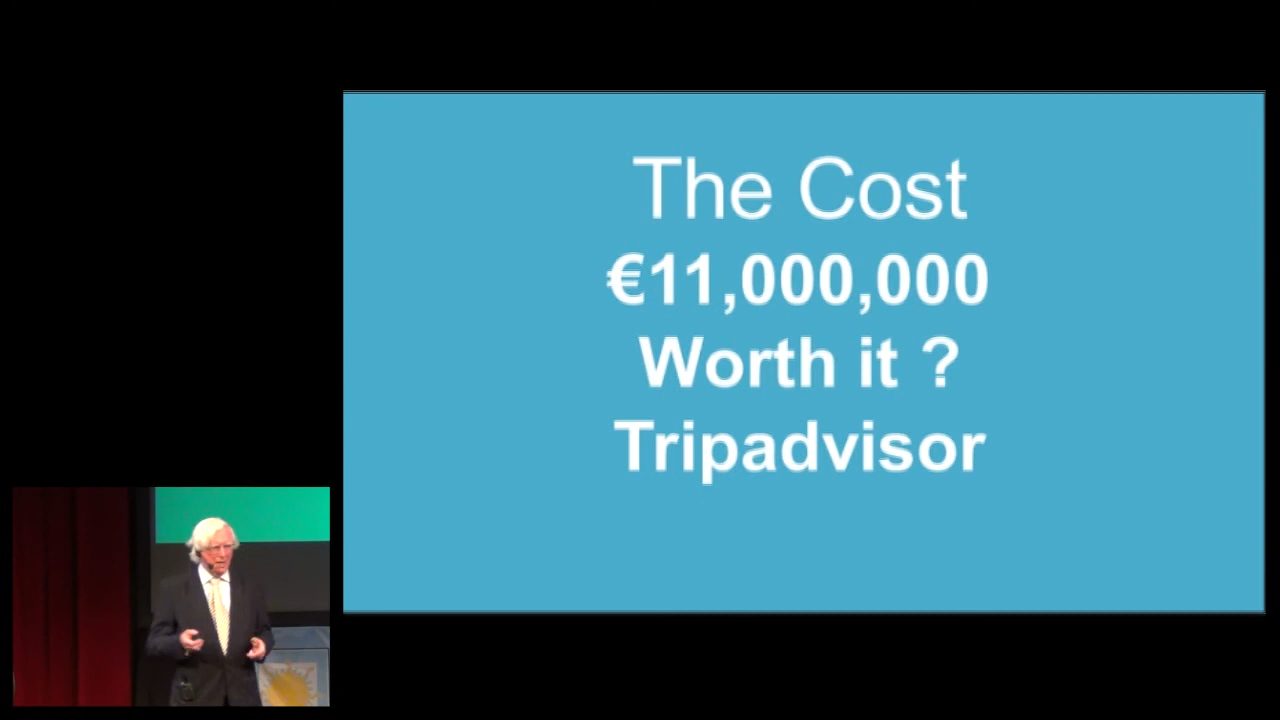 The Cost
€11,000,000
Worth it ?
Tripadvisor